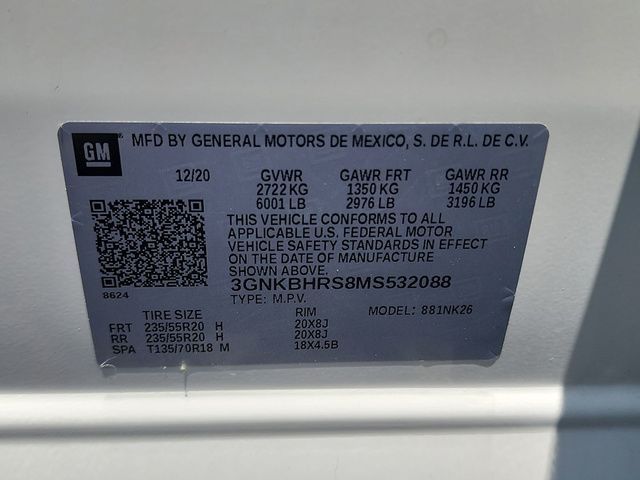 GM MFD BY GENERAL MOTORS DE MEXICO, S. DE R.L. DE C.V.
12/20 GVWR GAWR FRT GAWR RR
2722 KG 1350 KG 1450 KG
6001 LB 2976 LB 3196 LB
THIS VEHICLE CONFORMS TO ALL
APPLICABLE U.S. FEDERAL MOTOR
VEHICLE SAFETY STANDARDS IN EFFECT
ON THE DATE OF MANUFACTURE
SHOWN ABOVE.
3GNKBHRS8MS532088
8624 TYPE: M.P.V.
TIRE SIZE RIM MODEL: 881NK26
FRT 235/55R20 H 20X8J
RR 235/55R20 H 20X8J
SPA T135/70R18 M 18X4.5B